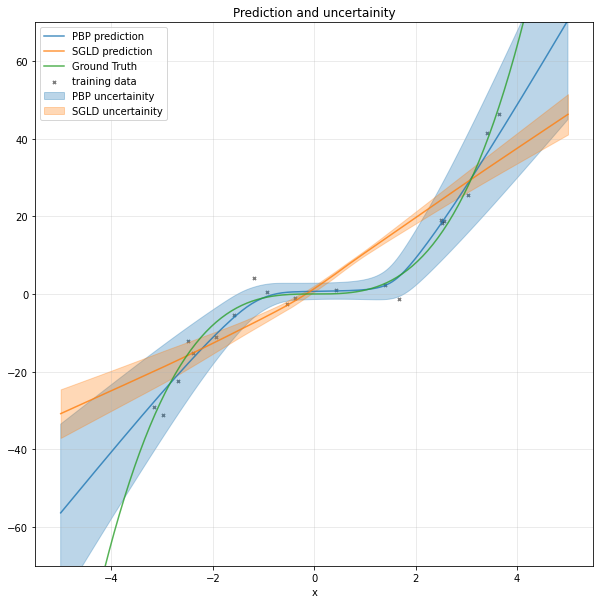 Prediction and uncertainity
PBP prediction
SGLD prediction
Ground Truth
training data
PBP uncertainity
SGLD uncertainity
60
40
20
0
−20
−40
−60
−4
−2
0
2
4
x